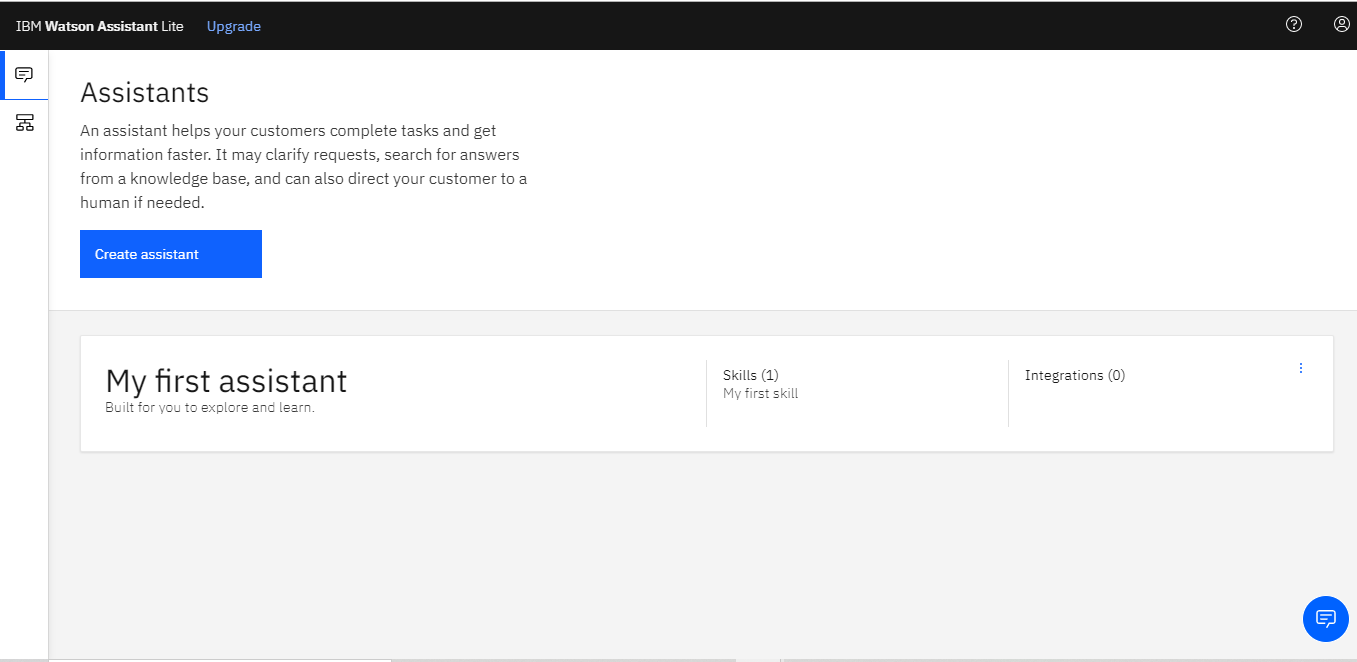 IBM Watson Assistant Lite Upgrade
Assistants
An assistant helps your customers complete tasks and get
information faster. It may clarify requests, search for answers
from a knowledge base, and can also direct your customer to a
human if needed.
Create assistant
My first assistant
Built for you to explore and learn.
Skills (1)
My first skill
Integrations (0)